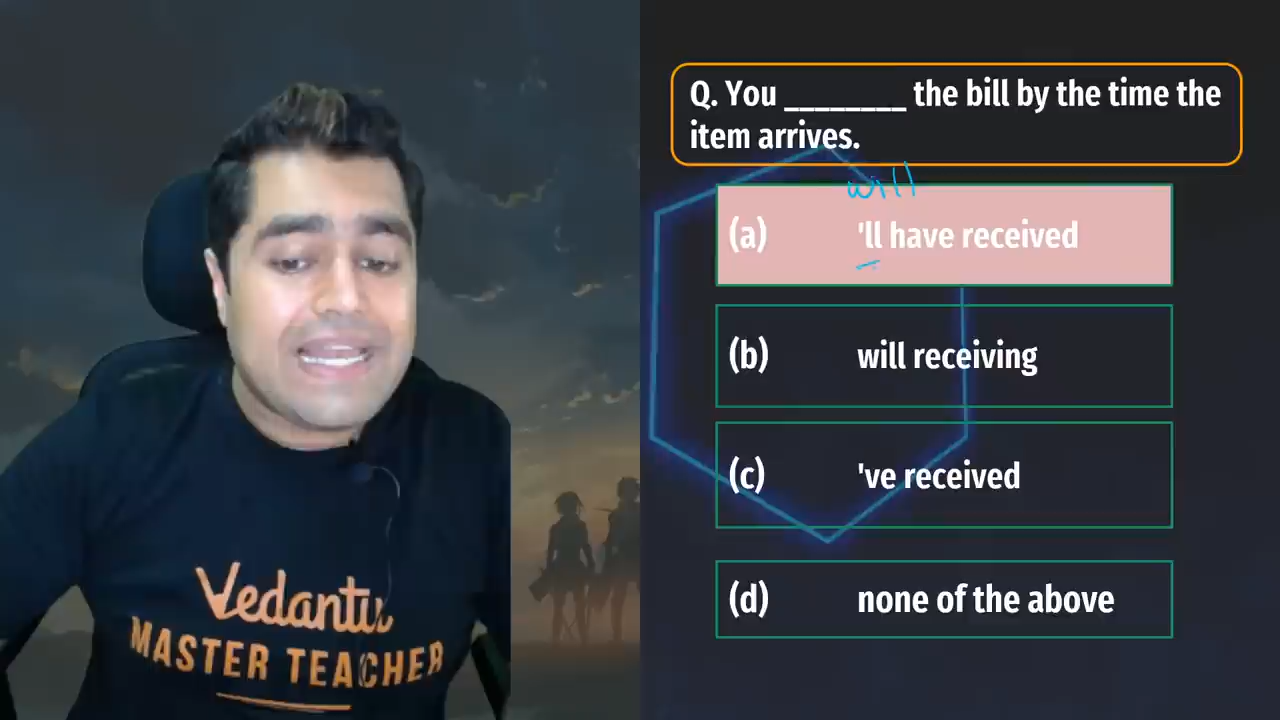 Q. You ________ the bill by the time the
item arrives.
will
(a) 'll have received
(b) will receiving
(c) 've received
(d) none of the above
Vedantu
MASTER TEACHER